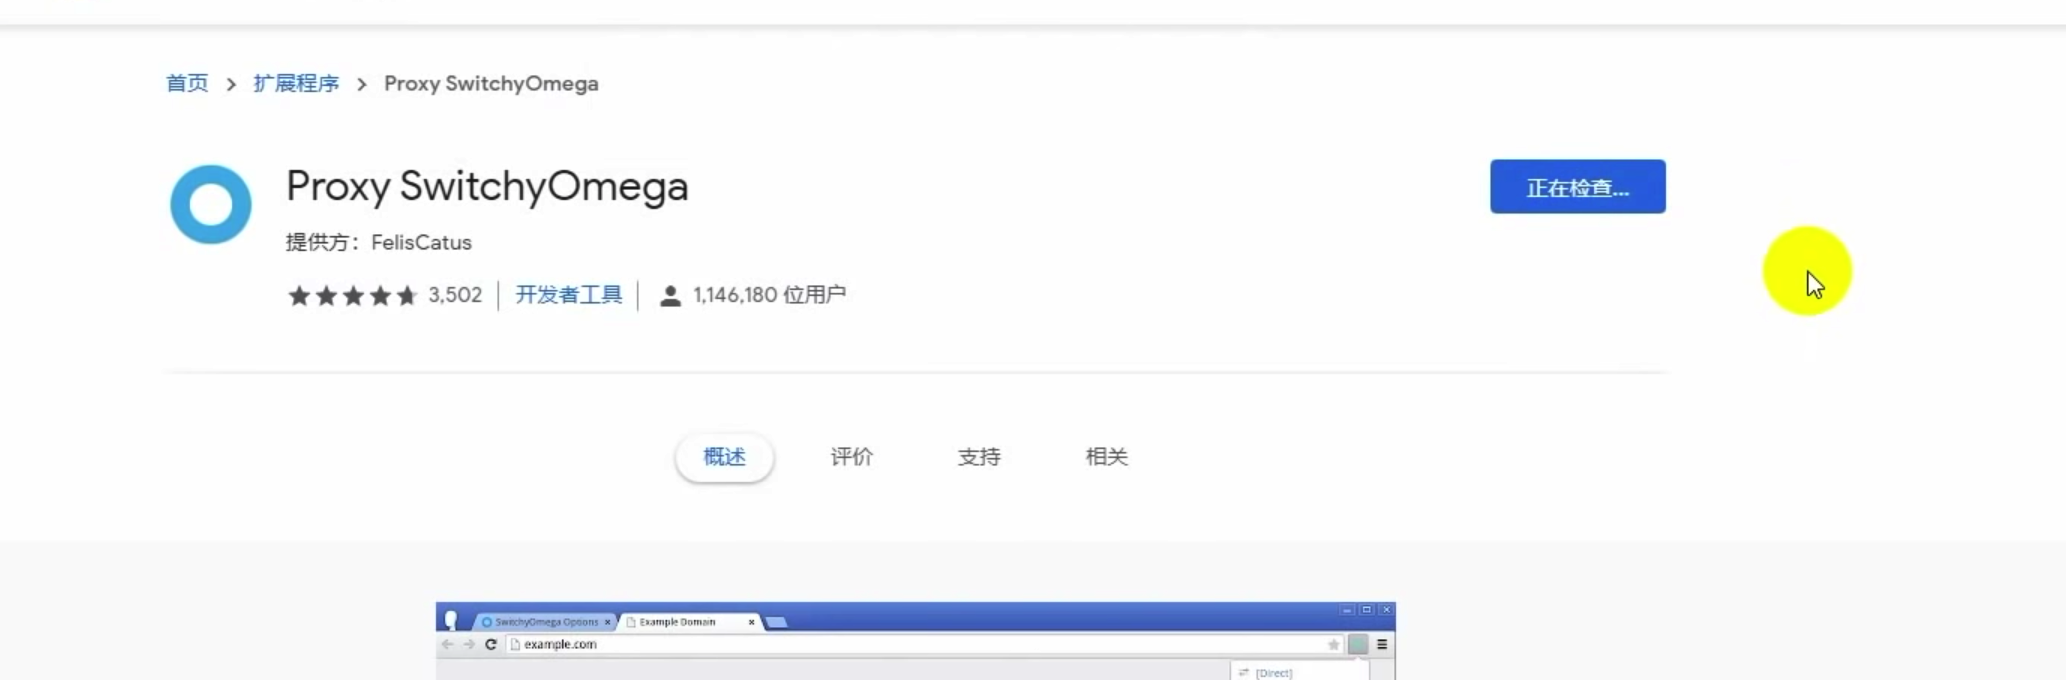 首页 > 扩展程序 > Proxy SwitchyOmega
Proxy SwitchyOmega
正在检查...
提供方：FelisCatus
3,502 | 开发者工具 | 1,146,180 位用户
概述 评价 支持 相关
SwitchyOmega Options × Example Domain ×
example.com
[Direct]